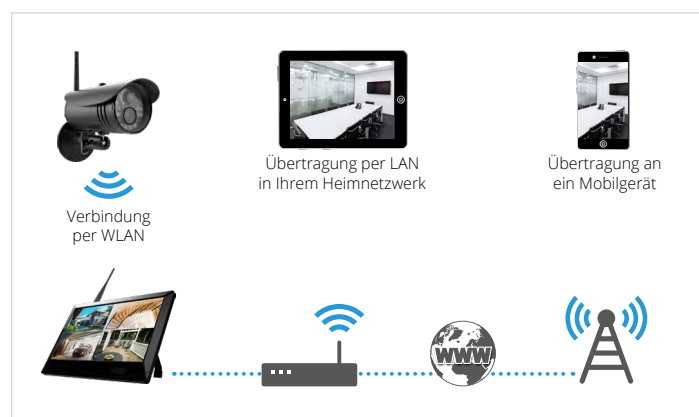 Übertragung per LAN
in Ihrem Heimnetzwerk
Übertragung an
ein Mobilgerät
Verbindung
per WLAN
WWW